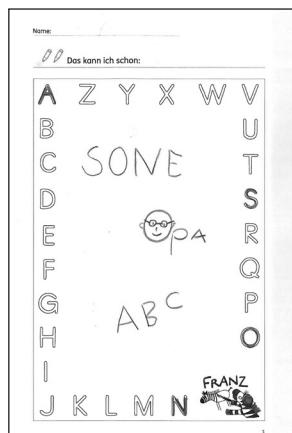 Name:
Das kann ich schon:
A Z Y X W V
B U
C SONE T
D S
E OPA R
F Q
G ABC P
H O
I FRANZ
J K L M N
1